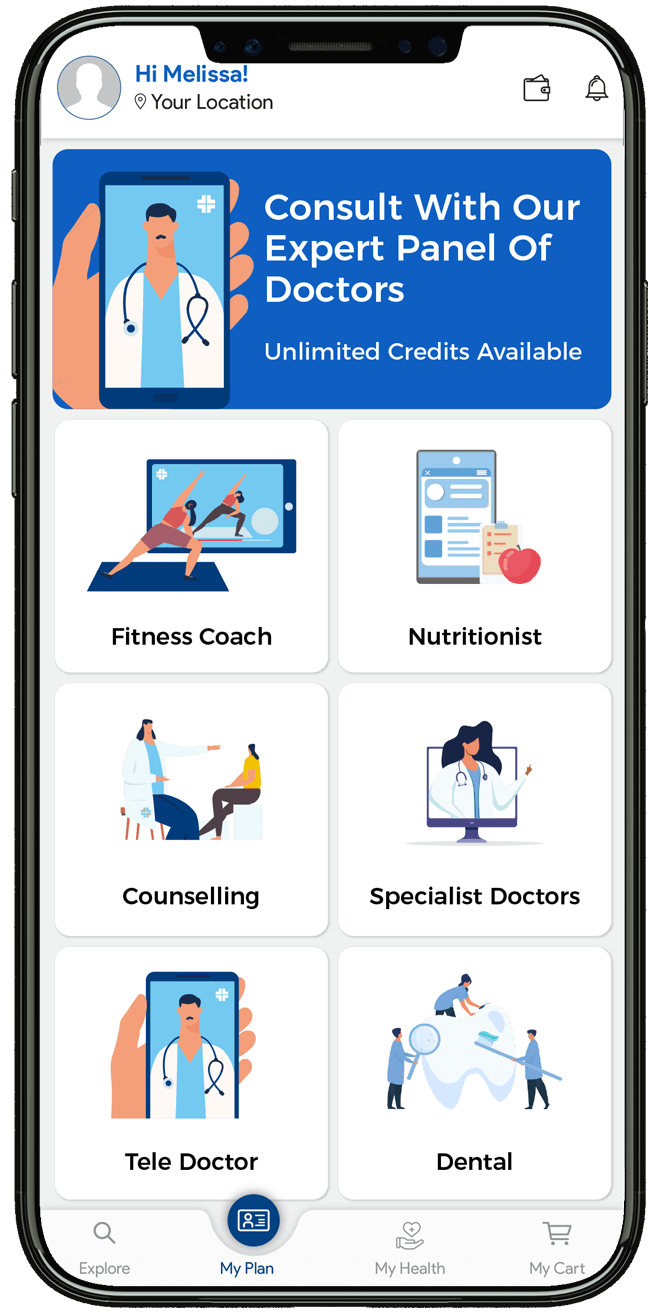 Hi Melissa!
Your Location
Consult With Our
Expert Panel Of
Doctors
Unlimited Credits Available
Fitness Coach
Nutritionist
Counselling
Specialist Doctors
Tele Doctor
Dental
Explore
My Plan
My Health
My Cart